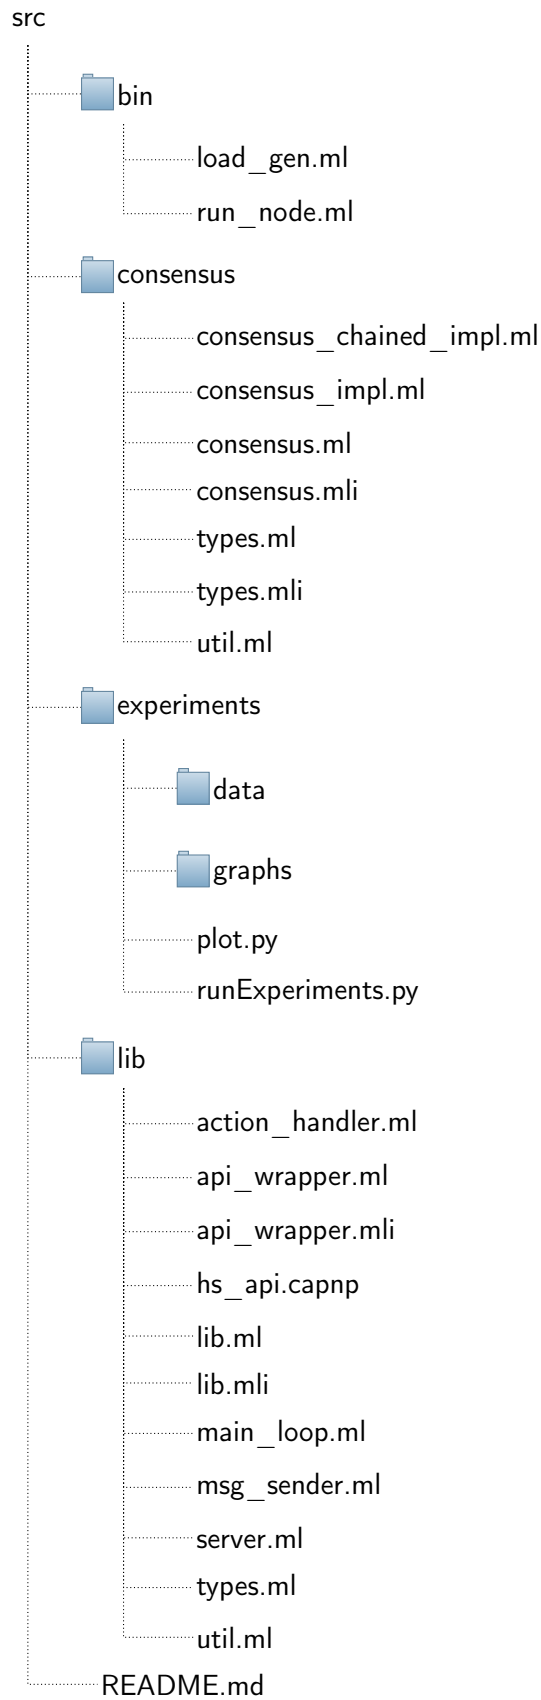 src
bin
load_gen.ml
run_node.ml
consensus
consensus_chained_impl.ml
consensus_impl.ml
consensus.ml
consensus.mli
types.ml
types.mli
util.ml
experiments
data
graphs
plot.py
runExperiments.py
lib
action_handler.ml
api_wrapper.ml
api_wrapper.mli
hs_api.capnp
lib.ml
lib.mli
main_loop.ml
msg_sender.ml
server.ml
types.ml
util.ml
README.md